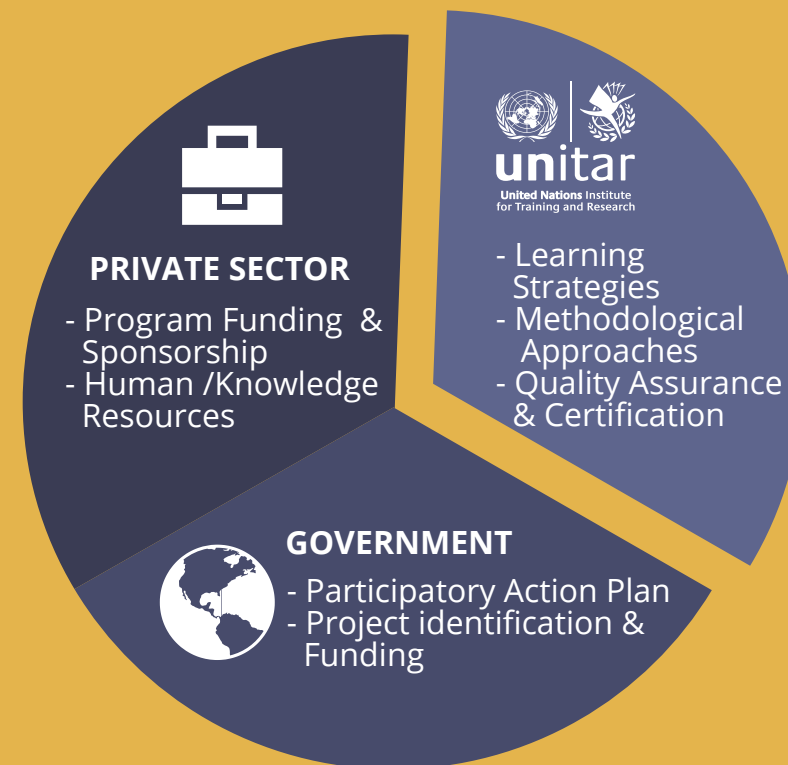 PRIVATE SECTOR
- Program Funding &
Sponsorship
- Human /Knowledge
Resources
unitar
United Nations Institute
for Training and Research
- Learning
Strategies
- Methodological
Approaches
- Quality Assurance
& Certification
GOVERNMENT
- Participatory Action Plan
- Project identification &
Funding